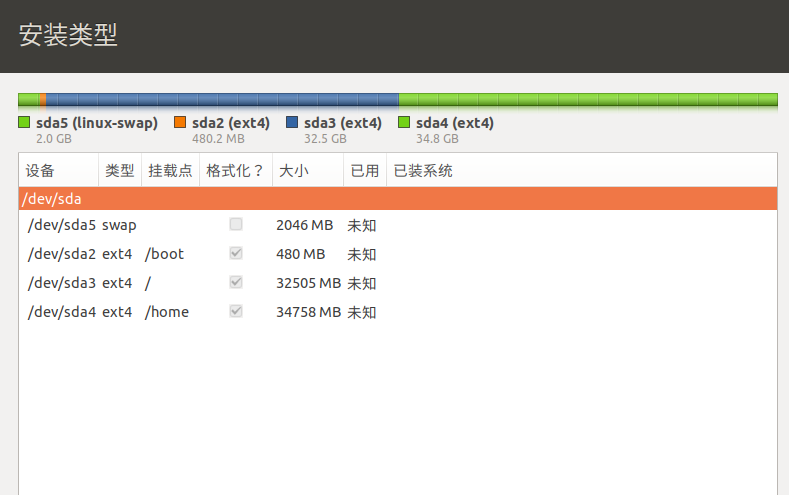 安装类型
sda5 (linux-swap) sda2 (ext4) sda3 (ext4) sda4 (ext4)
2.0 GB 480.2 MB 32.5 GB 34.8 GB
设备 类型 挂载点 格式化？ 大小 已用 已装系统
/dev/sda
/dev/sda5 swap 2046 MB 未知
/dev/sda2 ext4 /boot 480 MB 未知
/dev/sda3 ext4 / 32505 MB 未知
/dev/sda4 ext4 /home 34758 MB 未知